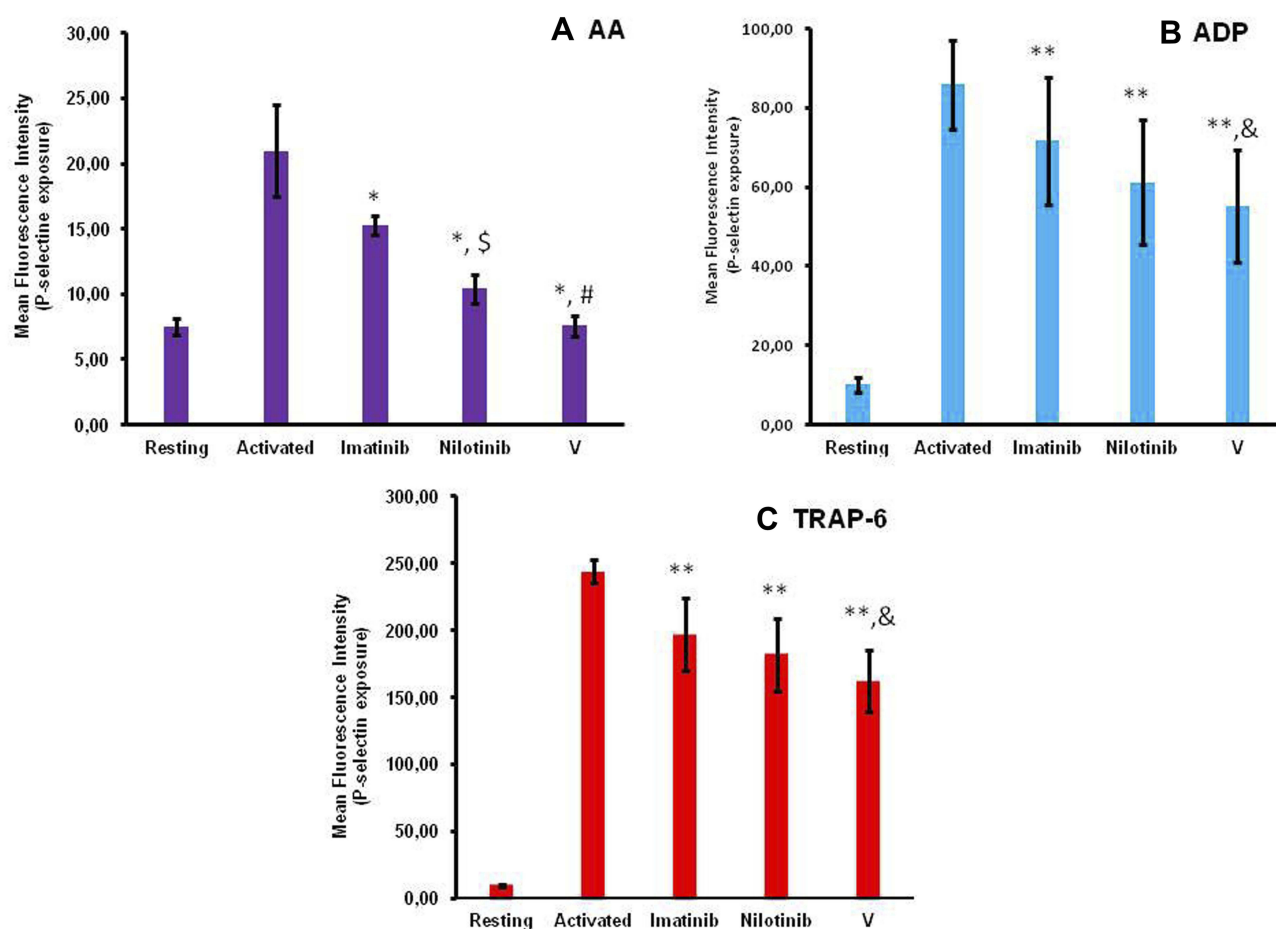 A AA
Mean Fluorescence Intensity
(P-selectine exposure)
30,00
25,00
20,00
15,00
10,00
5,00
0,00
*
*, $
*, #
Resting Activated Imatinib Nilotinib V
B ADP
Mean Fluorescence Intensity
(P-selectin exposure)
100,00
80,00
60,00
40,00
20,00
0,00
**
**
**,&
Resting Activated Imatinib Nilotinib V
C TRAP-6
Mean Fluorescence Intensity
(P-selectin exposure)
300,00
250,00
200,00
150,00
100,00
50,00
0,00
**
**
**,&
Resting Activated Imatinib Nilotinib V